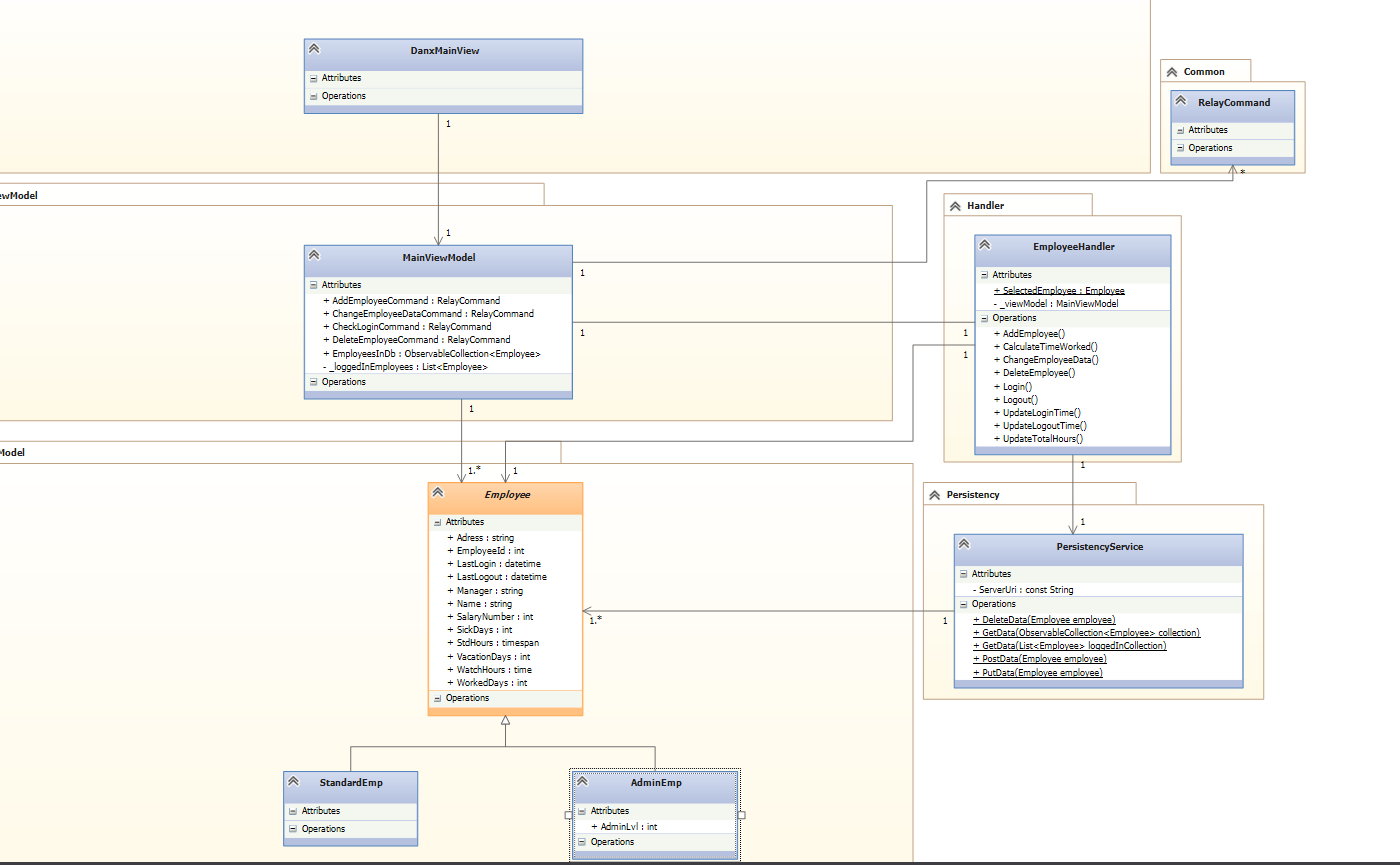 DanxMainView
Attributes
Operations
1
1
Common
RelayCommand
Attributes
Operations
*
ewModel
MainViewModel
Attributes
+ AddEmployeeCommand : RelayCommand
+ ChangeEmployeeDataCommand : RelayCommand
+ CheckLoginCommand : RelayCommand
+ DeleteEmployeeCommand : RelayCommand
+ EmployeesInDb : ObservableCollection<Employee>
- _loggedInEmployees : List<Employee>
Operations
1
1
1
Handler
EmployeeHandler
Attributes
+ SelectedEmployee : Employee
- _viewModel : MainViewModel
Operations
+ AddEmployee()
+ CalculateTimeWorked()
+ ChangeEmployeeData()
+ DeleteEmployee()
+ Login()
+ Logout()
+ UpdateLoginTime()
+ UpdateLogoutTime()
+ UpdateTotalHours()
1
1
1
1
Model
1..*
1
Employee
Attributes
+ Adress : string
+ EmployeeId : int
+ LastLogin : datetime
+ LastLogout : datetime
+ Manager : string
+ Name : string
+ SalaryNumber : int
+ SickDays : int
+ StdHours : timespan
+ VacationDays : int
+ WatchHours : time
+ WorkedDays : int
Operations
1..*
1
Persistency
PersistencyService
Attributes
- ServerUri : const String
Operations
+ DeleteData(Employee employee)
+ GetData(ObservableCollection<Employee> collection)
+ GetData(List<Employee> loggedInCollection)
+ PostData(Employee employee)
+ PutData(Employee employee)
StandardEmp
Attributes
Operations
AdminEmp
Attributes
+ AdminLvl : int
Operations